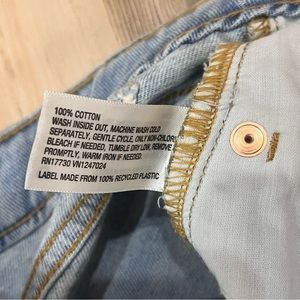 100% COTTON
WASH INSIDE OUT, MACHINE WASH COLD
SEPARATELY, GENTLE CYCLE, ONLY NON-CHLOR
BLEACH IF NEEDED, TUMBLE DRY LOW, REMOVE
PROMPTLY, WARM IRON IF NEEDED.
RN17730 VN1247024
LABEL MADE FROM 100% RECYCLED PLASTIC